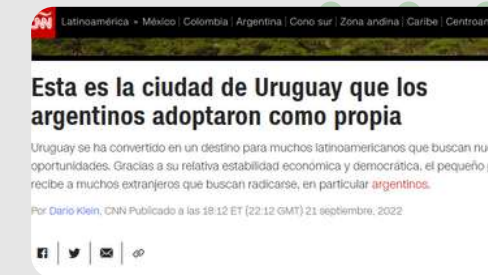 CNN Latinoamérica • México | Colombia | Argentina | Cono sur | Zona andina | Caribe |
Esta es la ciudad de Uruguay que los
argentinos adoptaron como propia
Uruguay se ha convertido en un destino para muchos latinoamericanos que buscan
oportunidades. Gracias a su relativa estabilidad económica y democrática, el pequeño
recibe a muchos extranjeros que buscan radicarse, en particular argentinos.
Por Darío Klein, CNN Publicado a las 18:12 ET (22:12 GMT) 21 septiembre, 2022